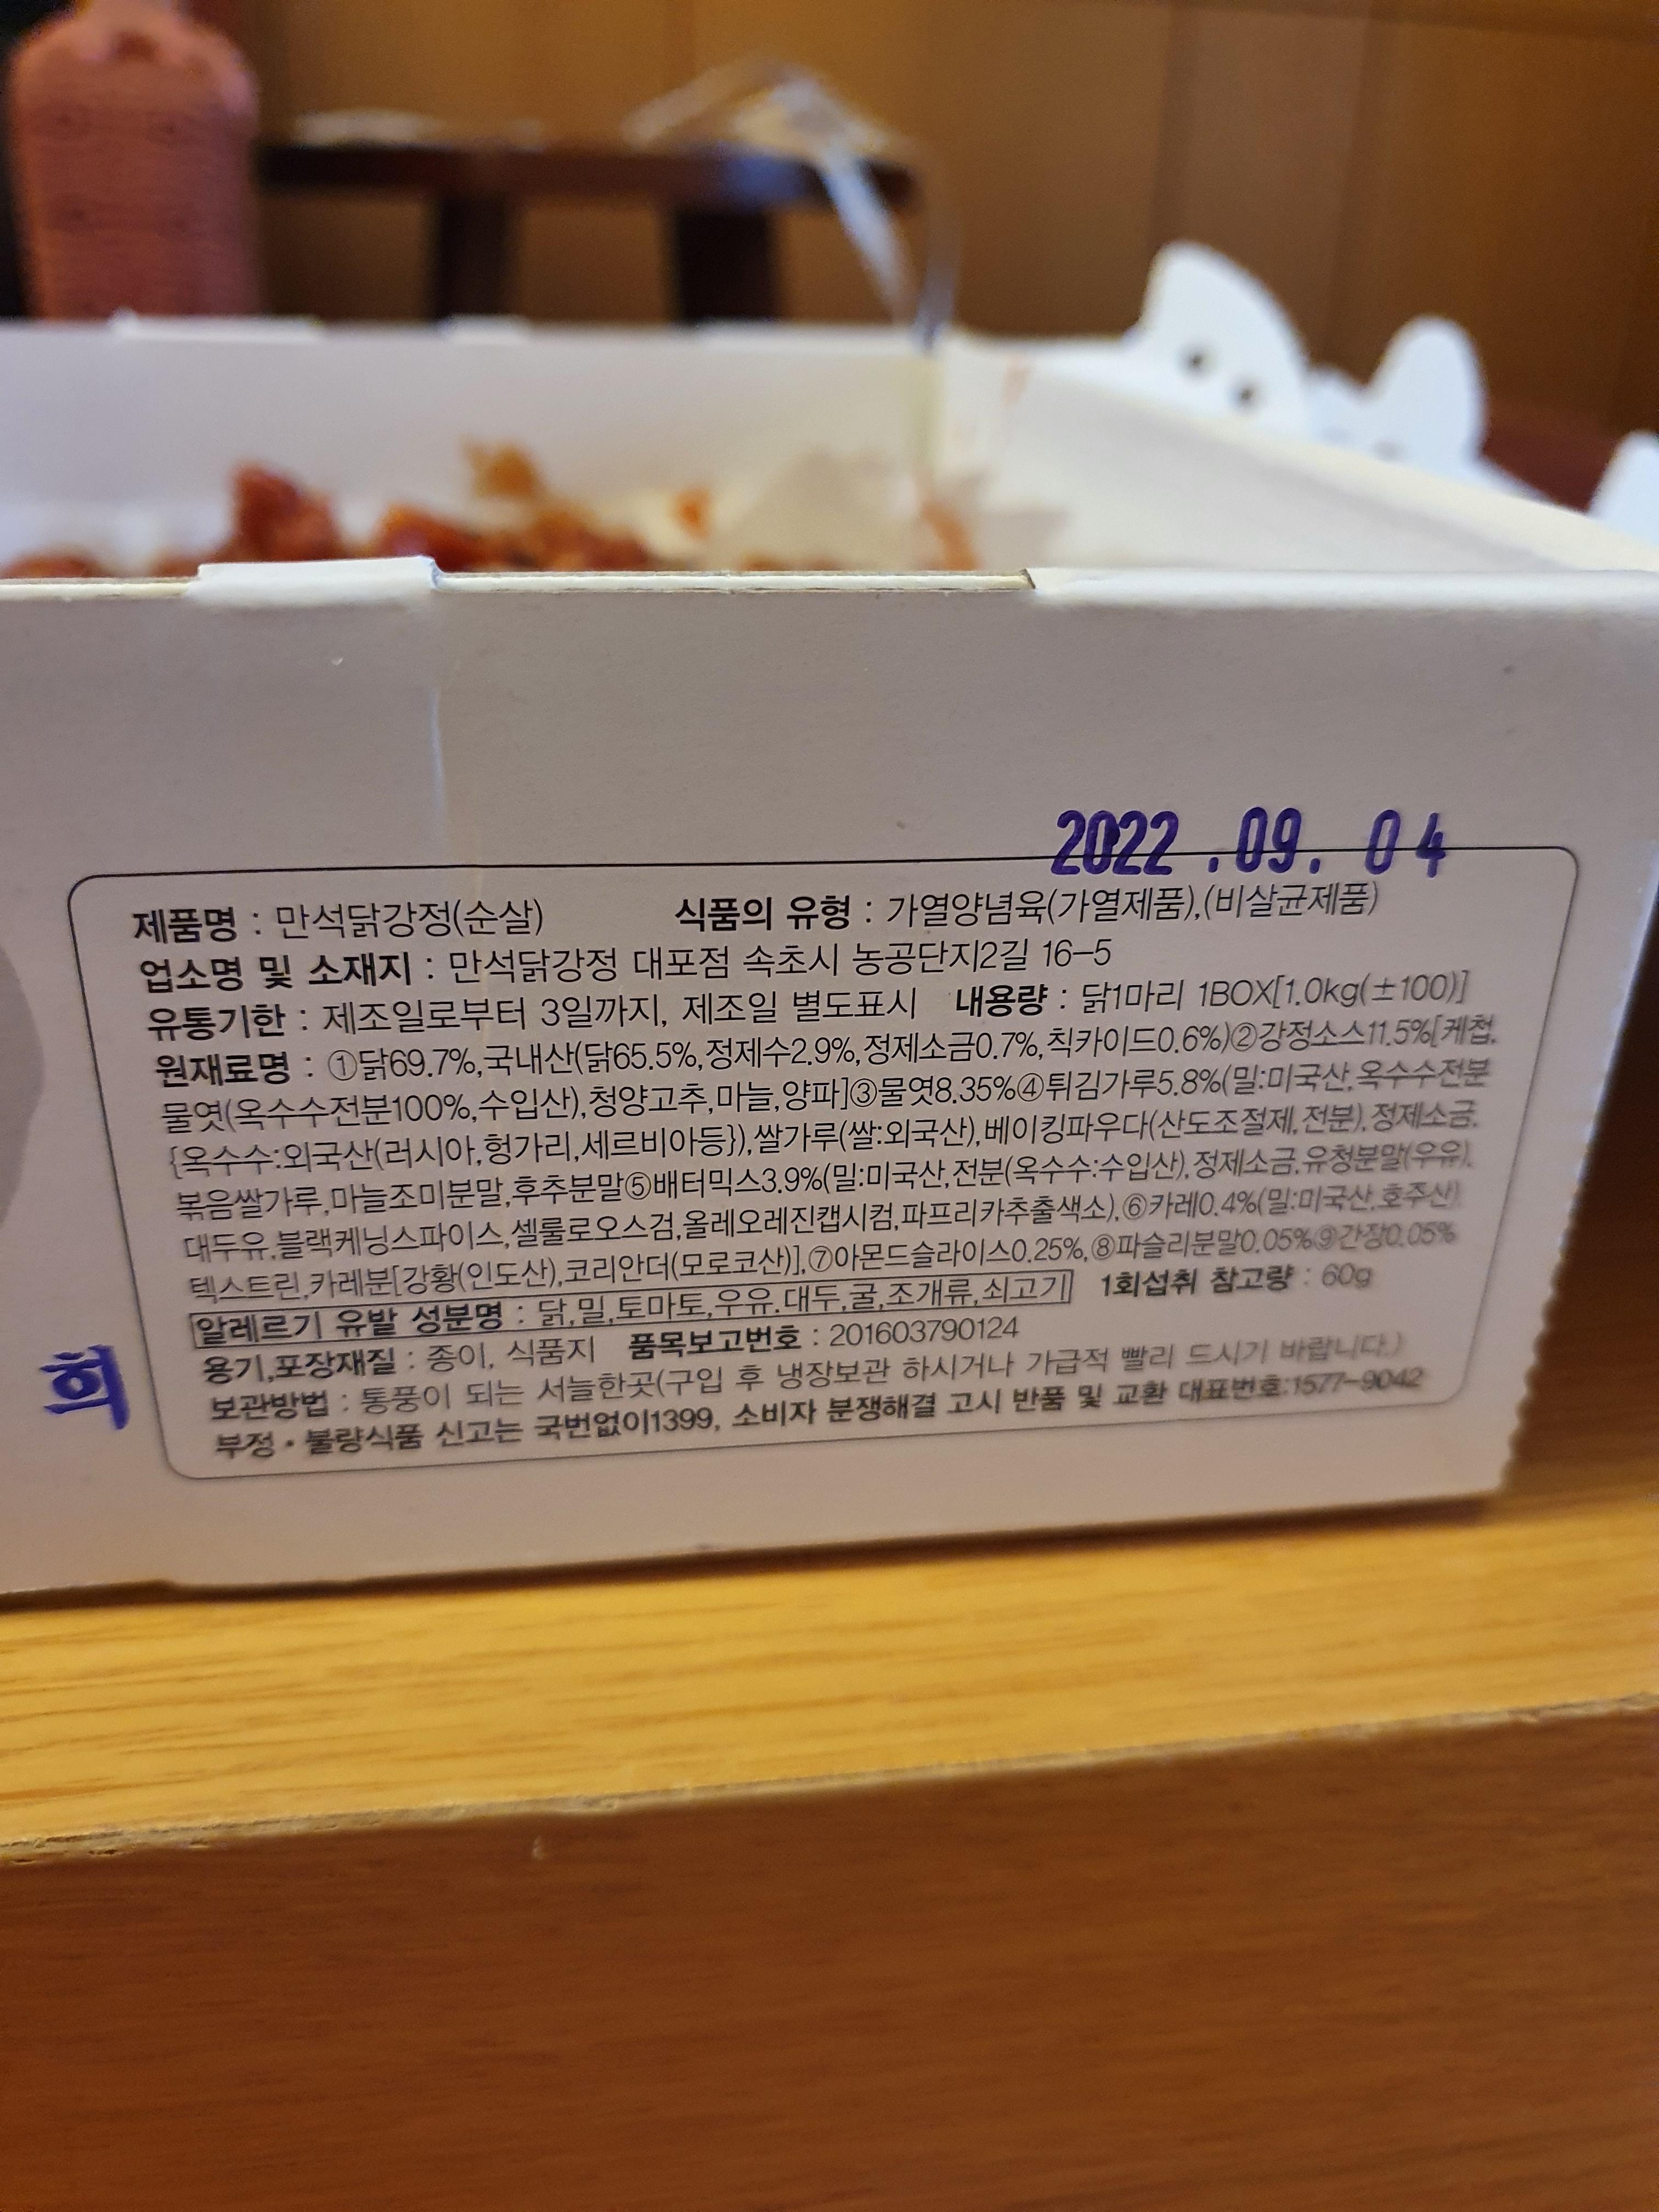 2022.09.04
제품명 : 만석닭강정(순살) 식품의 유형 : 가열양념육(가열제품),(비살균제품)
업소명 및 소재지 : 만석닭강정 대포점 속초시 농공단지2길 16-5
유통기한 : 제조일로부터 3일까지, 제조일 별도표시 내용량 : 닭1마리 1BOX[1.0kg(±100)]
원재료명 : ①닭69.7%,국내산(닭65.5%,정제수2.9%,정제소금0.7%,칙카이드0.6%)②강정소스11.5%[케첩,
물엿(옥수수전분100%,수입산),청양고추,마늘,양파]③물엿8.35%④튀김가루5.8%(밀:미국산,옥수수전분
{옥수수:외국산(러시아,헝가리,세르비아등}),쌀가루(쌀:외국산),베이킹파우다(산도조절제,전분),정제소금,
볶음쌀가루,마늘조미분말,후추분말⑤배터믹스3.9%(밀:미국산,전분(옥수수:수입산),정제소금,유청분말(우유),
대두유,블랙케닝스파이스,셀룰로오스검,올레오레진캡시컴,파프리카추출색소),⑥카레0.4%(밀:미국산,호주산)
텍스트린,카레분[강황(인도산),코리안더(모로코산)],⑦아몬드슬라이스0.25%,⑧파슬리분말0.05%⑨간장0.05%
알레르기 유발 성분명 : 닭,밀,토마토,우유,대두,굴,조개류,쇠고기 1회섭취 참고량 : 60g
용기,포장재질 : 종이, 식품지 품목보고번호 : 201603790124
보관방법 : 통풍이 되는 서늘한곳(구입 후 냉장보관 하시거나 가급적 빨리 드시기 바랍니다.)
부정·불량식품 신고는 국번없이1399, 소비자 분쟁해결 고시 반품 및 교환 대표번호:1577-9042
희